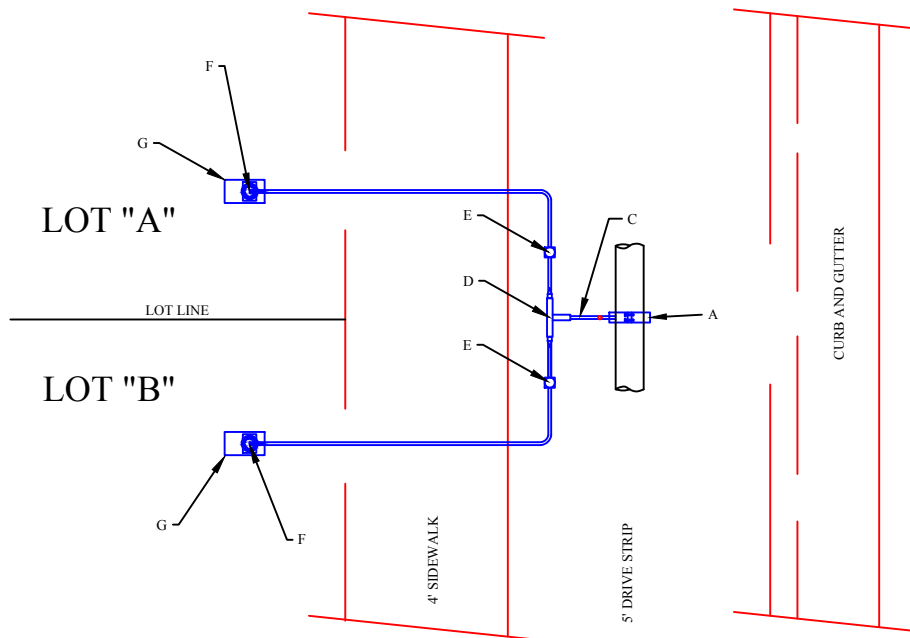 F
G
LOT "A"
E
C
D
LOT LINE
A
E
LOT "B"
G
F
4' SIDEWALK
5' DRIVE STRIP
CURB AND GUTTER